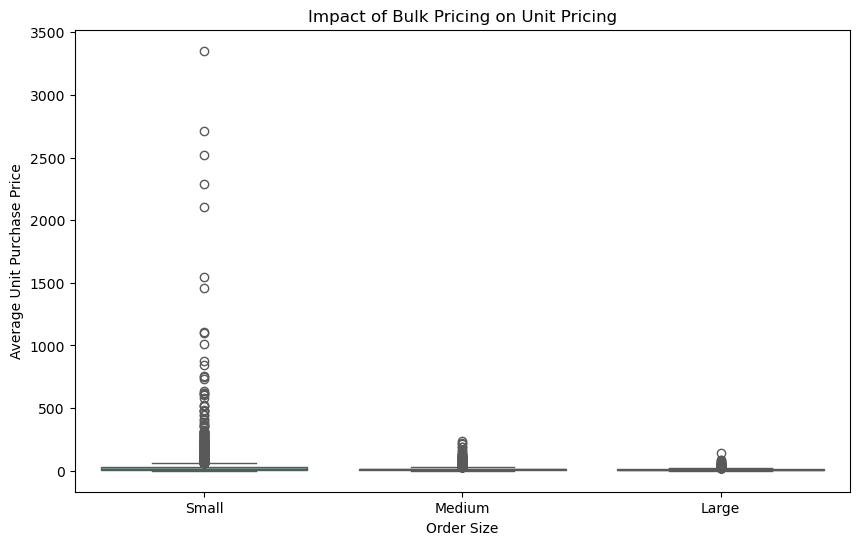 Impact of Bulk Pricing on Unit Pricing
3500
3000
2500
2000
1500
1000
500
0
Average Unit Purchase Price
Small
Medium
Large
Order Size